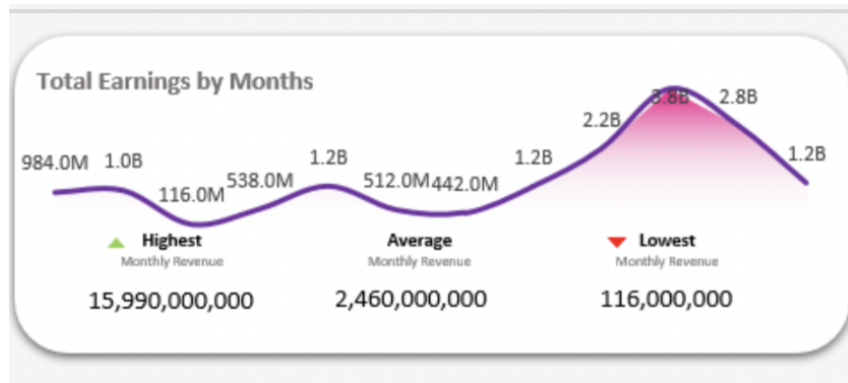 Total Earnings by Months
984.0M 1.0B 116.0M 538.0M 1.2B 512.0M 442.0M 1.2B 2.2B 3.8B 2.8B 1.2B
Highest Average Lowest
Monthly Revenue Monthly Revenue Monthly Revenue
15,990,000,000 2,460,000,000 116,000,000